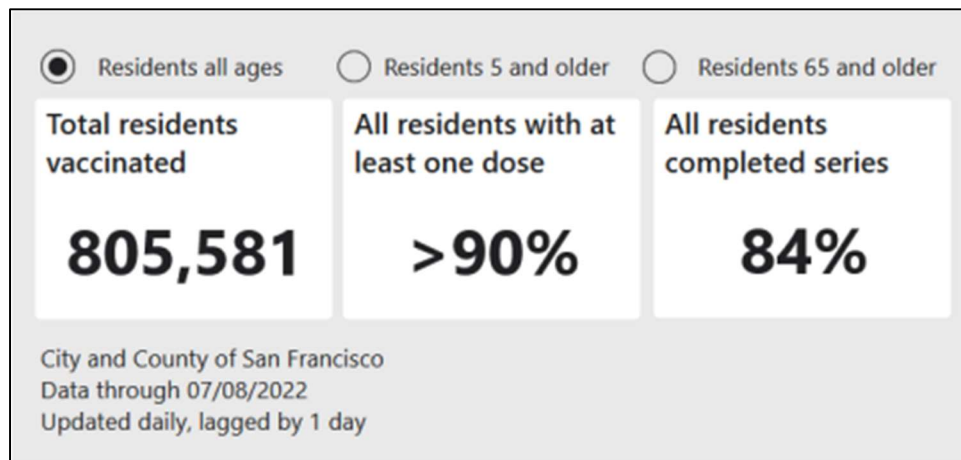 Residents all ages
Residents 5 and older
Residents 65 and older
Total residents
vaccinated
805,581
All residents with at
least one dose
>90%
All residents
completed series
84%
City and County of San Francisco
Data through 07/08/2022
Updated daily, lagged by 1 day